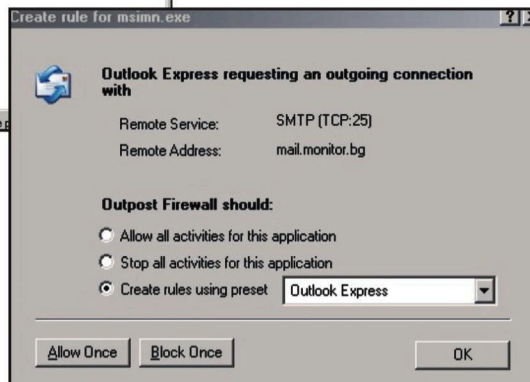 Create rule for msimn.exe
Outlook Express requesting an outgoing connection
with
Remote Service: SMTP (TCP:25)
Remote Address: mail.monitor.bg
Outpost Firewall should:
Allow all activities for this application
Stop all activities for this application
Create rules using preset Outlook Express
Allow Once Block Once OK